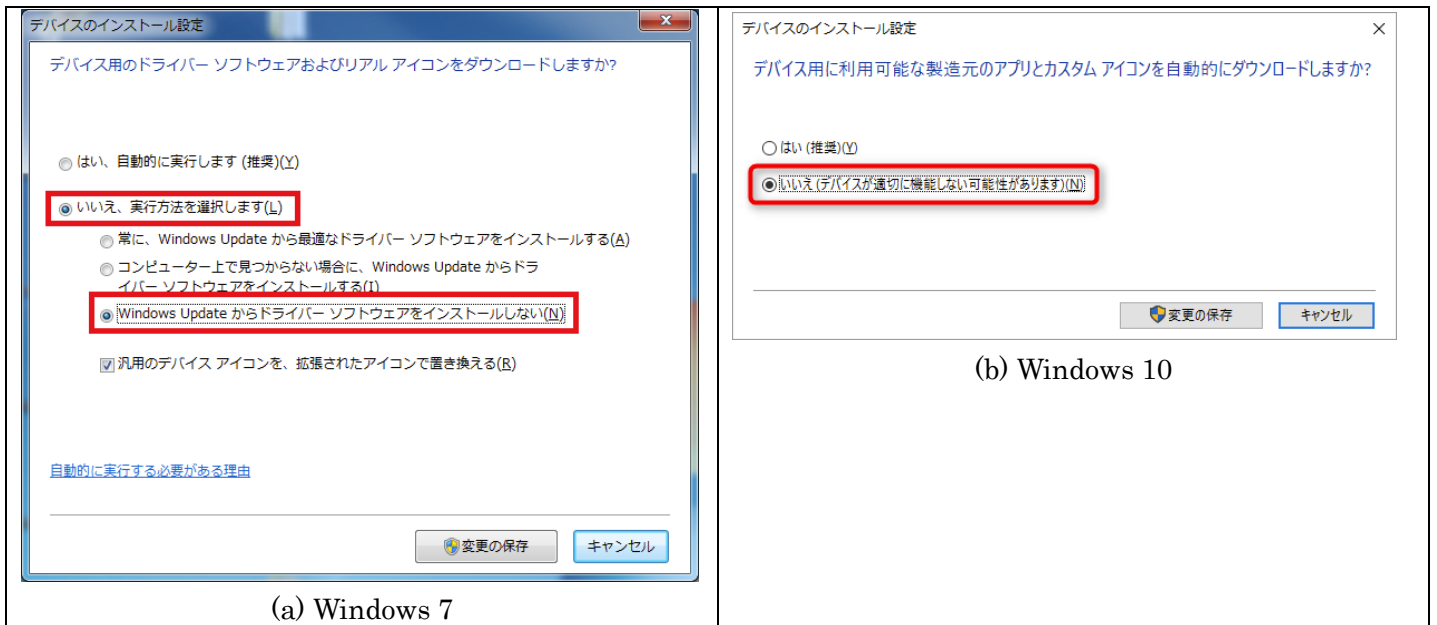 デバイスのインストール設定
デバイス用のドライバー ソフトウェアおよびリアル アイコンをダウンロードしますか?
はい、自動的に実行します (推奨)(Y)
いいえ、実行方法を選択します(L)
常に、Windows Update から最適なドライバー ソフトウェアをインストールする(A)
コンピューター上で見つからない場合に、Windows Update からドラ
イバー ソフトウェアをインストールする(I)
Windows Update からドライバー ソフトウェアをインストールしない(N)
汎用のデバイス アイコンを、拡張されたアイコンで置き換える(R)
自動的に実行する必要がある理由
変更の保存
キャンセル
(a) Windows 7
デバイスのインストール設定
デバイス用に利用可能な製造元のアプリとカスタム アイコンを自動的にダウンロードしますか?
はい (推奨)(Y)
いいえ (デバイスが適切に機能しない可能性があります)(N)
変更の保存
キャンセル
(b) Windows 10